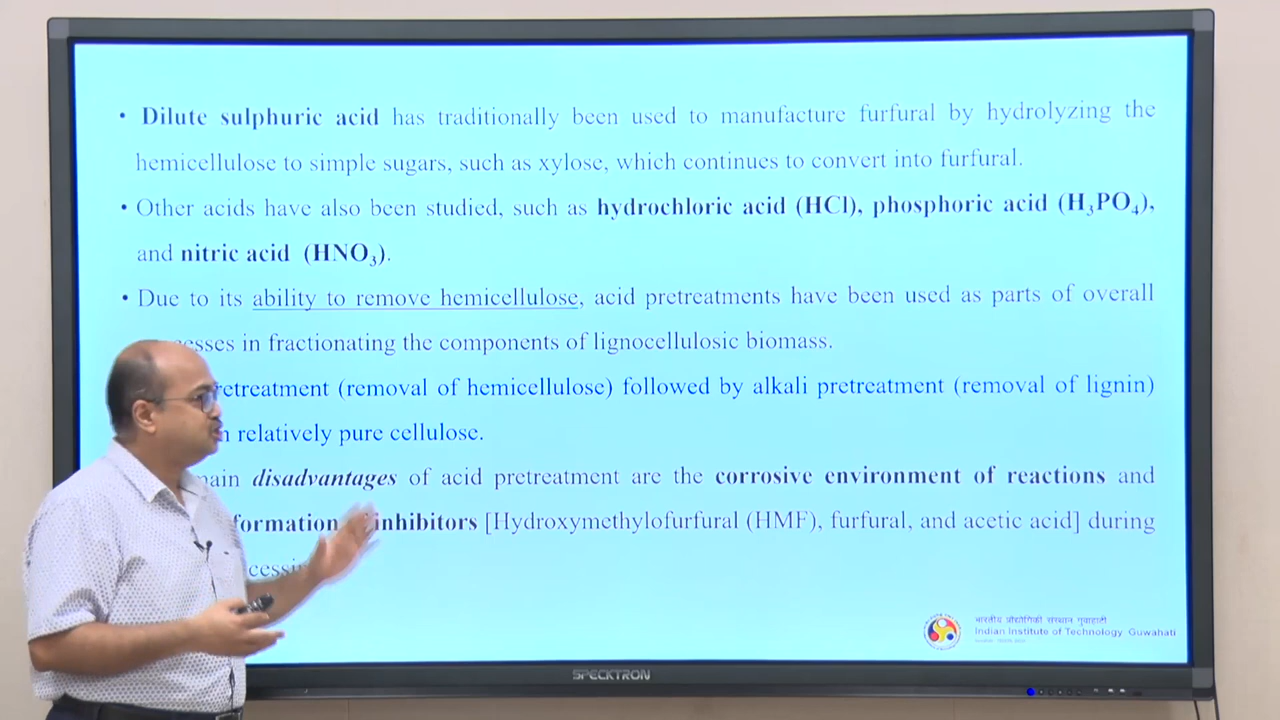 • Dilute sulphuric acid has traditionally been used to manufacture furfural by hydrolyzing the
hemicellulose to simple sugars, such as xylose, which continues to convert into furfural.
• Other acids have also been studied, such as hydrochloric acid (HCl), phosphoric acid (H₃PO₄),
and nitric acid (HNO₃).
• Due to its ability to remove hemicellulose, acid pretreatments have been used as parts of overall
esses in fractionating the components of lignocellulosic biomass.
retreatment (removal of hemicellulose) followed by alkali pretreatment (removal of lignin)
relatively pure cellulose.
disadvantages of acid pretreatment are the corrosive environment of reactions and
formation inhibitors [Hydroxymethylofurfural (HMF), furfural, and acetic acid] during
भारतीय प्रौद्योगिकी संस्थान गुवाहाटी
Indian Institute of Technology Guwahati
SPECKTRON